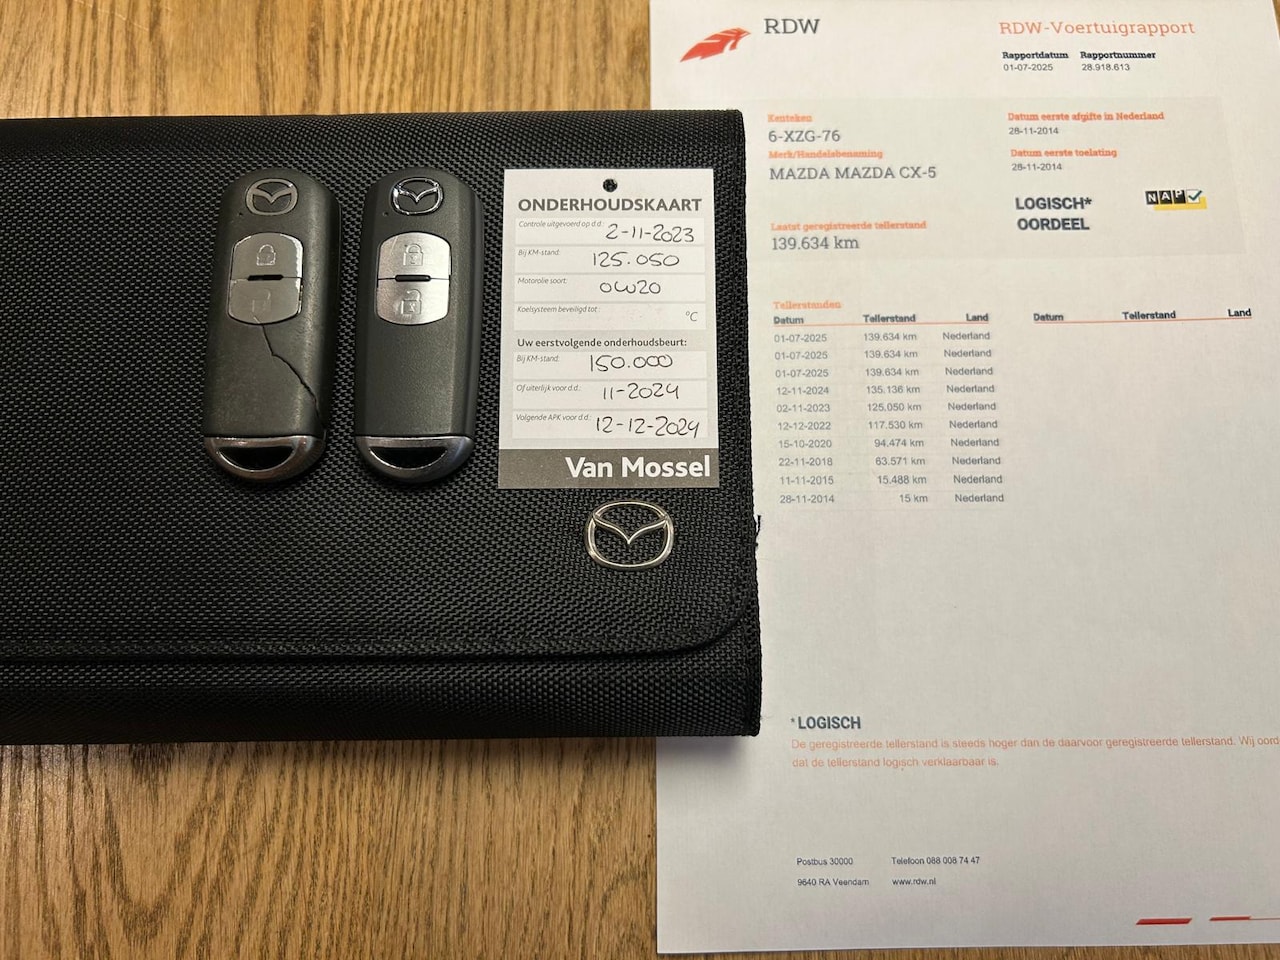 ONDERHOUDSKAART
Controle uitgevoerd op d.d.: 2-11-2023
Bij KM-stand: 125.050
Motorolie soort: 0W20
Koelsysteem beveiligd tot: °C
Uw eerstvolgende onderhoudsbeurt:
Bij KM-stand: 150.000
Of uiterlijk voor d.d.: 11-2024
Volgende APK voor d.d.: 12-12-2024
Van Mossel
RDW
RDW-Voertuigrapport
Rapportdatum Rapportnummer
01-07-2025 28.918.613
Kenteken
6-XZG-76
Merk/Handelsbenaming
MAZDA MAZDA CX-5
Datum eerste afgifte in Nederland
28-11-2014
Datum eerste toelating
28-11-2014
LOGISCH*
OORDEEL
NAP
Laatst geregistreerde tellerstand
139.634 km
Tellerstanden
Datum Tellerstand Land Datum Tellerstand Land
01-07-2025 139.634 km Nederland
01-07-2025 139.634 km Nederland
01-07-2025 139.634 km Nederland
12-11-2024 135.136 km Nederland
02-11-2023 125.050 km Nederland
12-12-2022 117.530 km Nederland
15-10-2020 94.474 km Nederland
22-11-2018 63.571 km Nederland
11-11-2015 15.488 km Nederland
28-11-2014 15 km Nederland
*LOGISCH
De geregistreerde tellerstand is steeds hoger dan de daarvoor geregistreerde tellerstand. Wij oord
dat de tellerstand logisch verklaarbaar is.
Postbus 30000 Telefoon 088 008 74 47
9640 RA Veendam www.rdw.nl